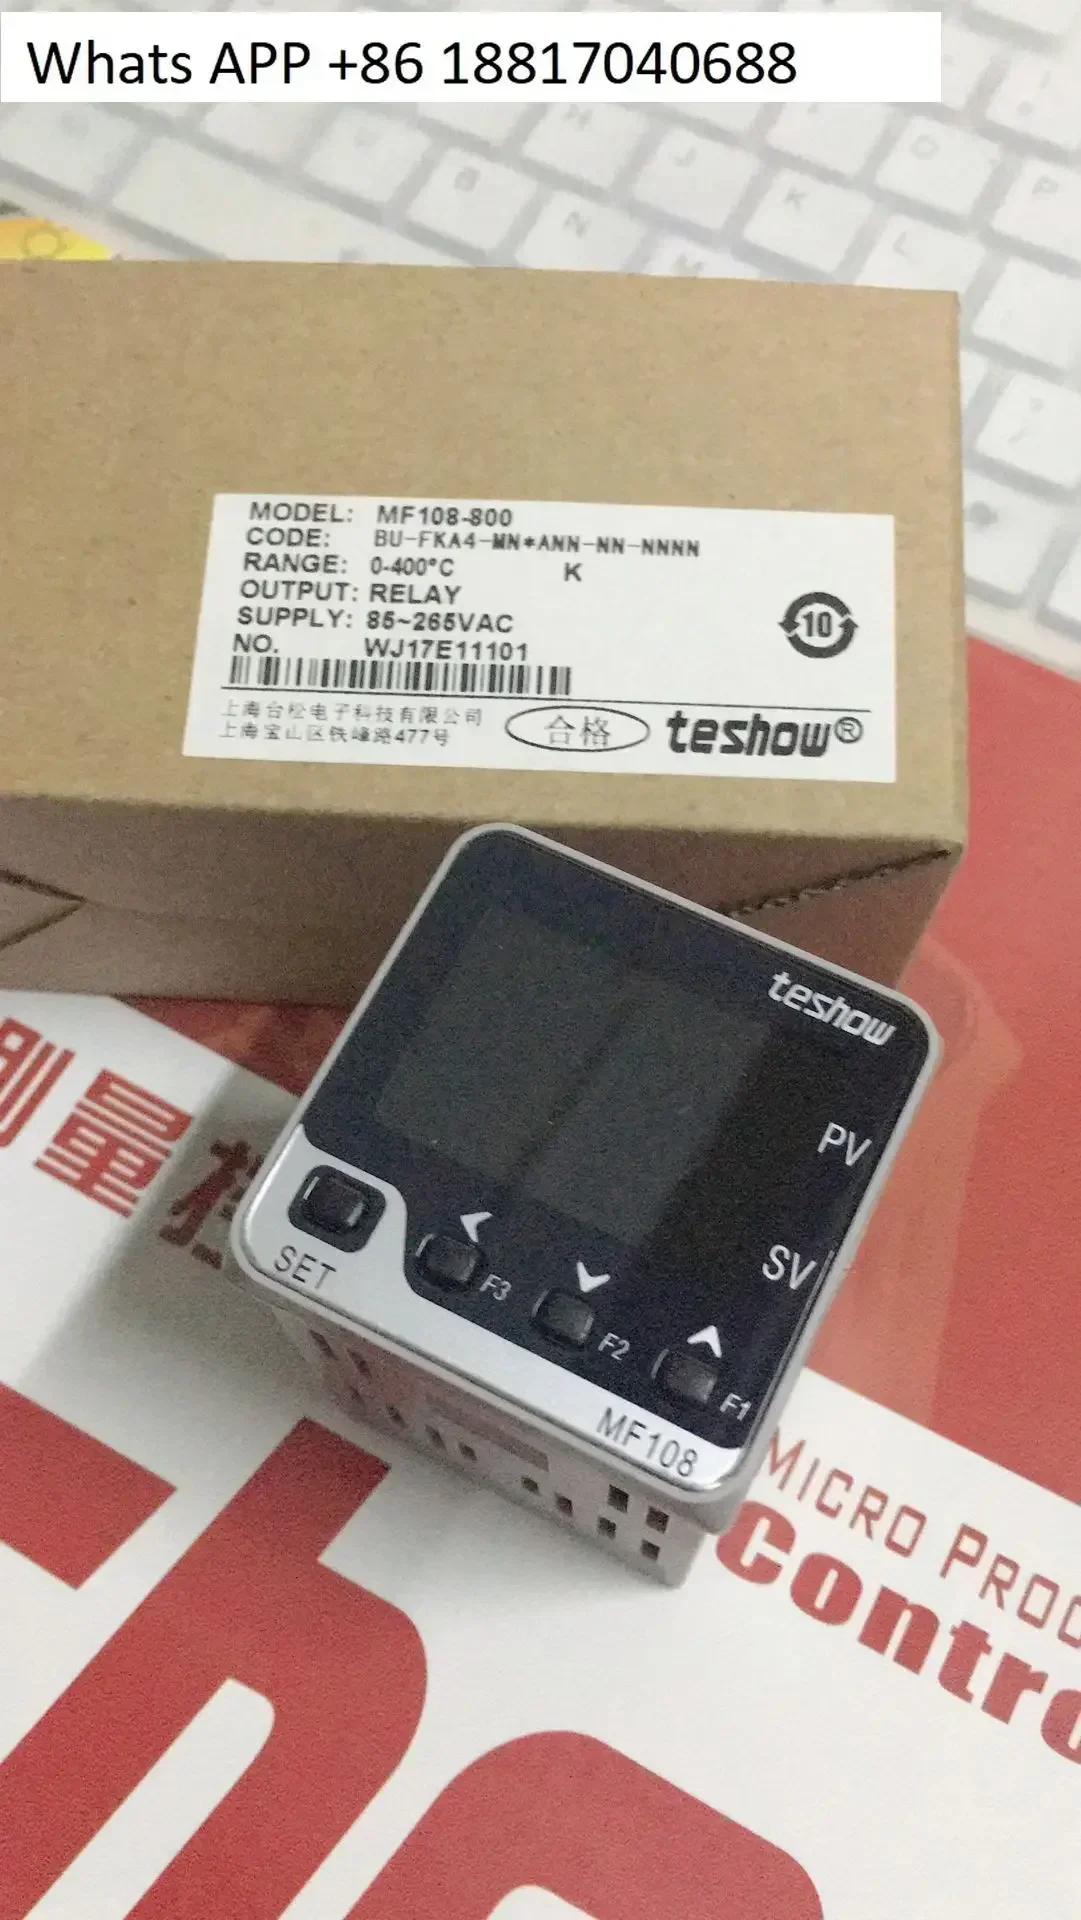 Whats APP +86 18817040688
MODEL: MF108-800
CODE: BU-FKA4-MN*ANN-NN-NNNN
RANGE: 0-400°C K
OUTPUT: RELAY
SUPPLY: 85~265VAC
NO. WJ17E11101
10
上海台松电子科技有限公司
上海宝山区铁峰路477号
合格
teshow®
teshow
PV
SV
SET
F3
F2
F1
MF108
测量控
MICRO PROC
Contro